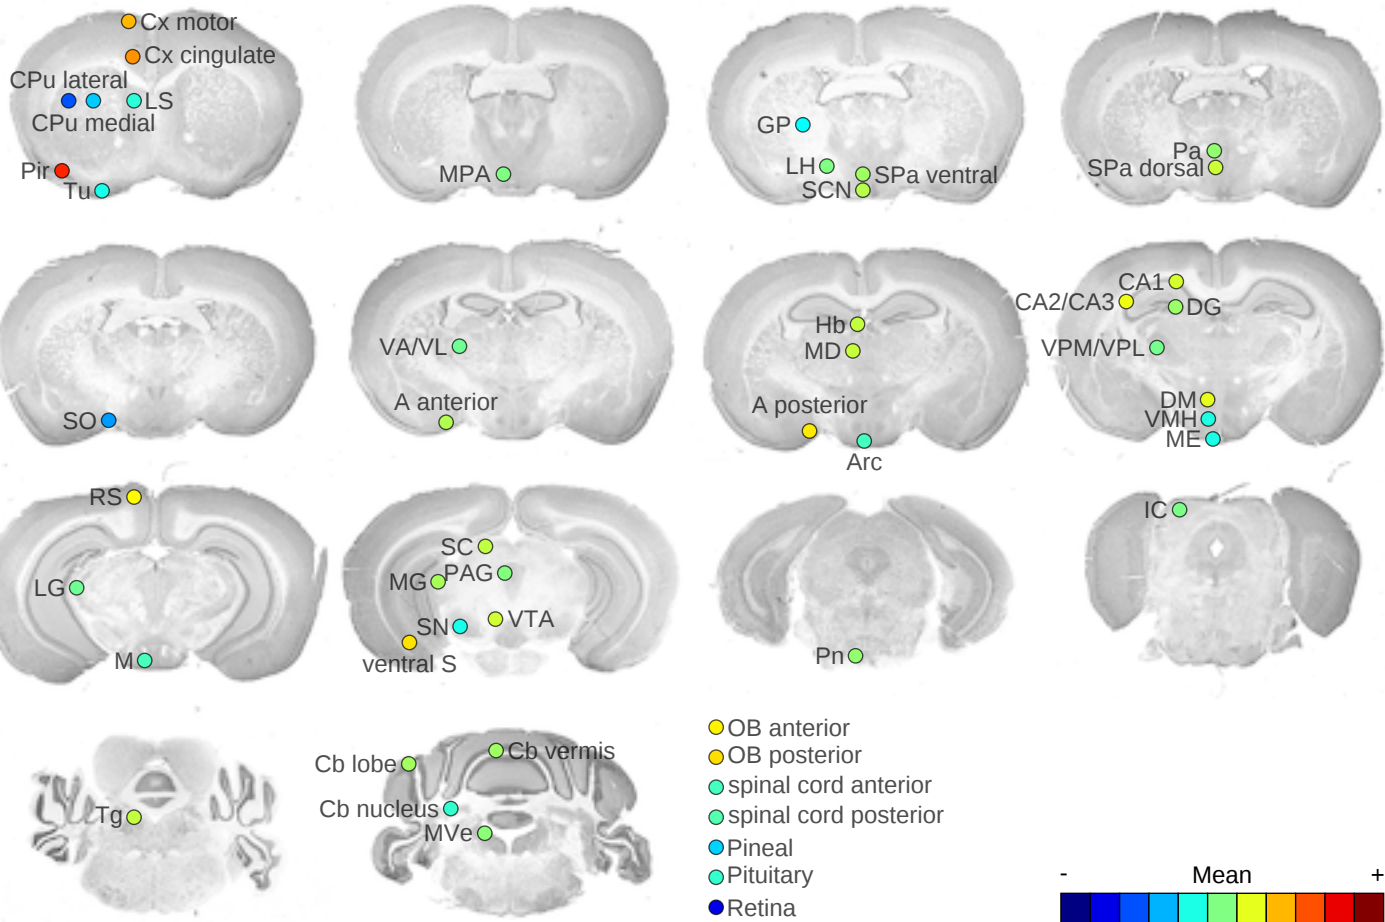 Cx motor
Cx cingulate
CPu lateral
LS
CPu medial
Pir
Tu
MPA
GP
LH
SPa ventral
SCN
Pa
SPa dorsal
SO
VA/VL
A anterior
Hb
MD
A posterior
Arc
CA1
CA2/CA3
DG
VPM/VPL
DM
VMH
ME
RS
LG
M
SC
MG
PAG
SN
VTA
ventral S
Pn
IC
Tg
Cb lobe
Cb vermis
Cb nucleus
MVe
OB anterior
OB posterior
spinal cord anterior
spinal cord posterior
Pineal
Pituitary
Retina
- Mean +